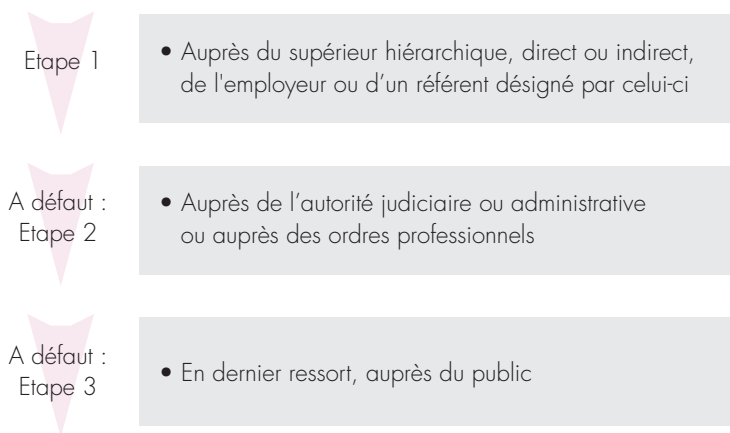 Etape 1
• Auprès du supérieur hiérarchique, direct ou indirect,
de l'employeur ou d’un référent désigné par celui-ci
A défaut :
Etape 2
• Auprès de l’autorité judiciaire ou administrative
ou auprès des ordres professionnels
A défaut :
Etape 3
• En dernier ressort, auprès du public